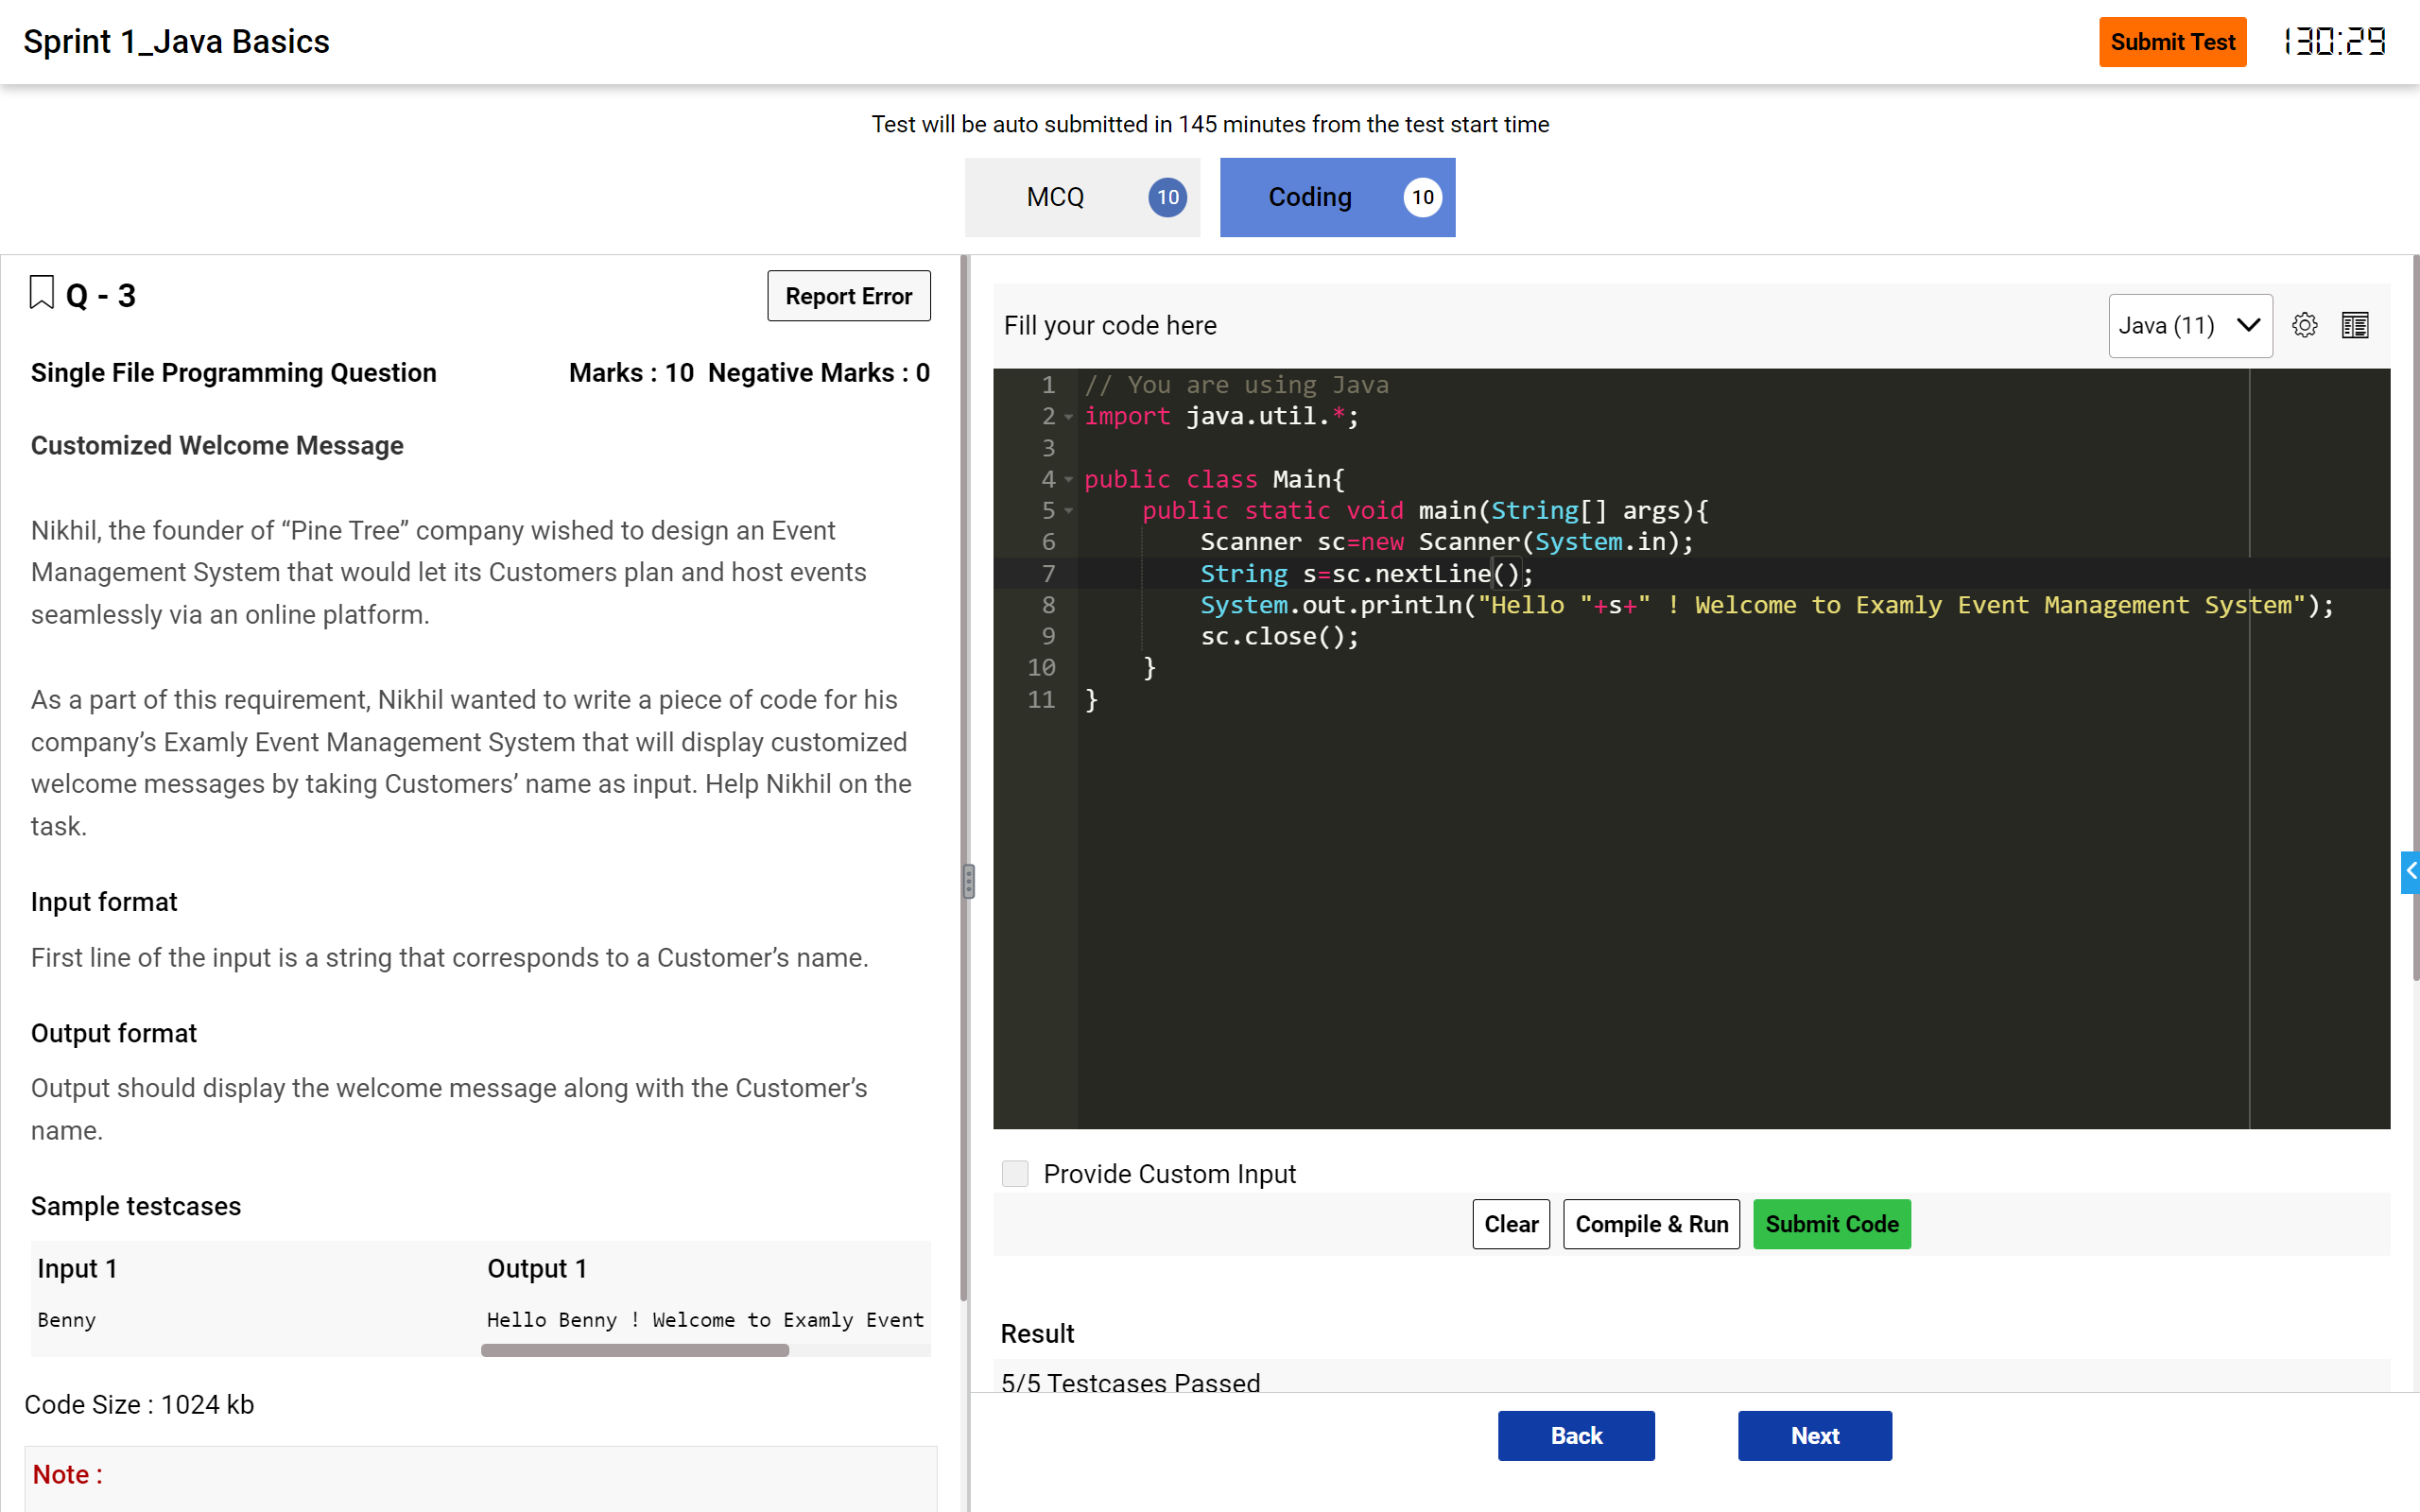 Sprint 1_Java Basics
Submit Test
130:29
Test will be auto submitted in 145 minutes from the test start time
MCQ 10
Coding 10
Q - 3
Report Error
Single File Programming Question
Marks : 10 Negative Marks : 0
Customized Welcome Message
Nikhil, the founder of “Pine Tree” company wished to design an Event
Management System that would let its Customers plan and host events
seamlessly via an online platform.
As a part of this requirement, Nikhil wanted to write a piece of code for his
company’s Examly Event Management System that will display customized
welcome messages by taking Customers’ name as input. Help Nikhil on the
task.
Input format
First line of the input is a string that corresponds to a Customer’s name.
Output format
Output should display the welcome message along with the Customer’s
name.
Sample testcases
Input 1
Output 1
Benny
Hello Benny ! Welcome to Examly Event
Code Size : 1024 kb
Note :
Fill your code here
Java (11)
1 // You are using Java
2 import java.util.*;
3
4 public class Main{
5 public static void main(String[] args){
6 Scanner sc=new Scanner(System.in);
7 String s=sc.nextLine();
8 System.out.println("Hello "+s+" ! Welcome to Examly Event Management System");
9 sc.close();
10 }
11 }
Provide Custom Input
Clear
Compile & Run
Submit Code
Result
5/5 Testcases Passed
Back
Next